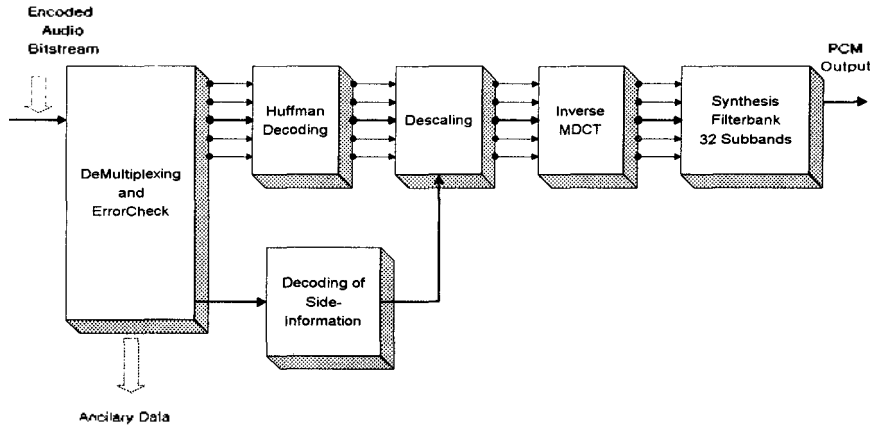 Encoded
Audio
Bitstream
DeMultiplexing
and
ErrorCheck
Huffman
Decoding
Descaling
Inverse
MDCT
Synthesis
Filterbank
32 Subbands
PCM
Output
Decoding of
Side-
information
Ancilary Data